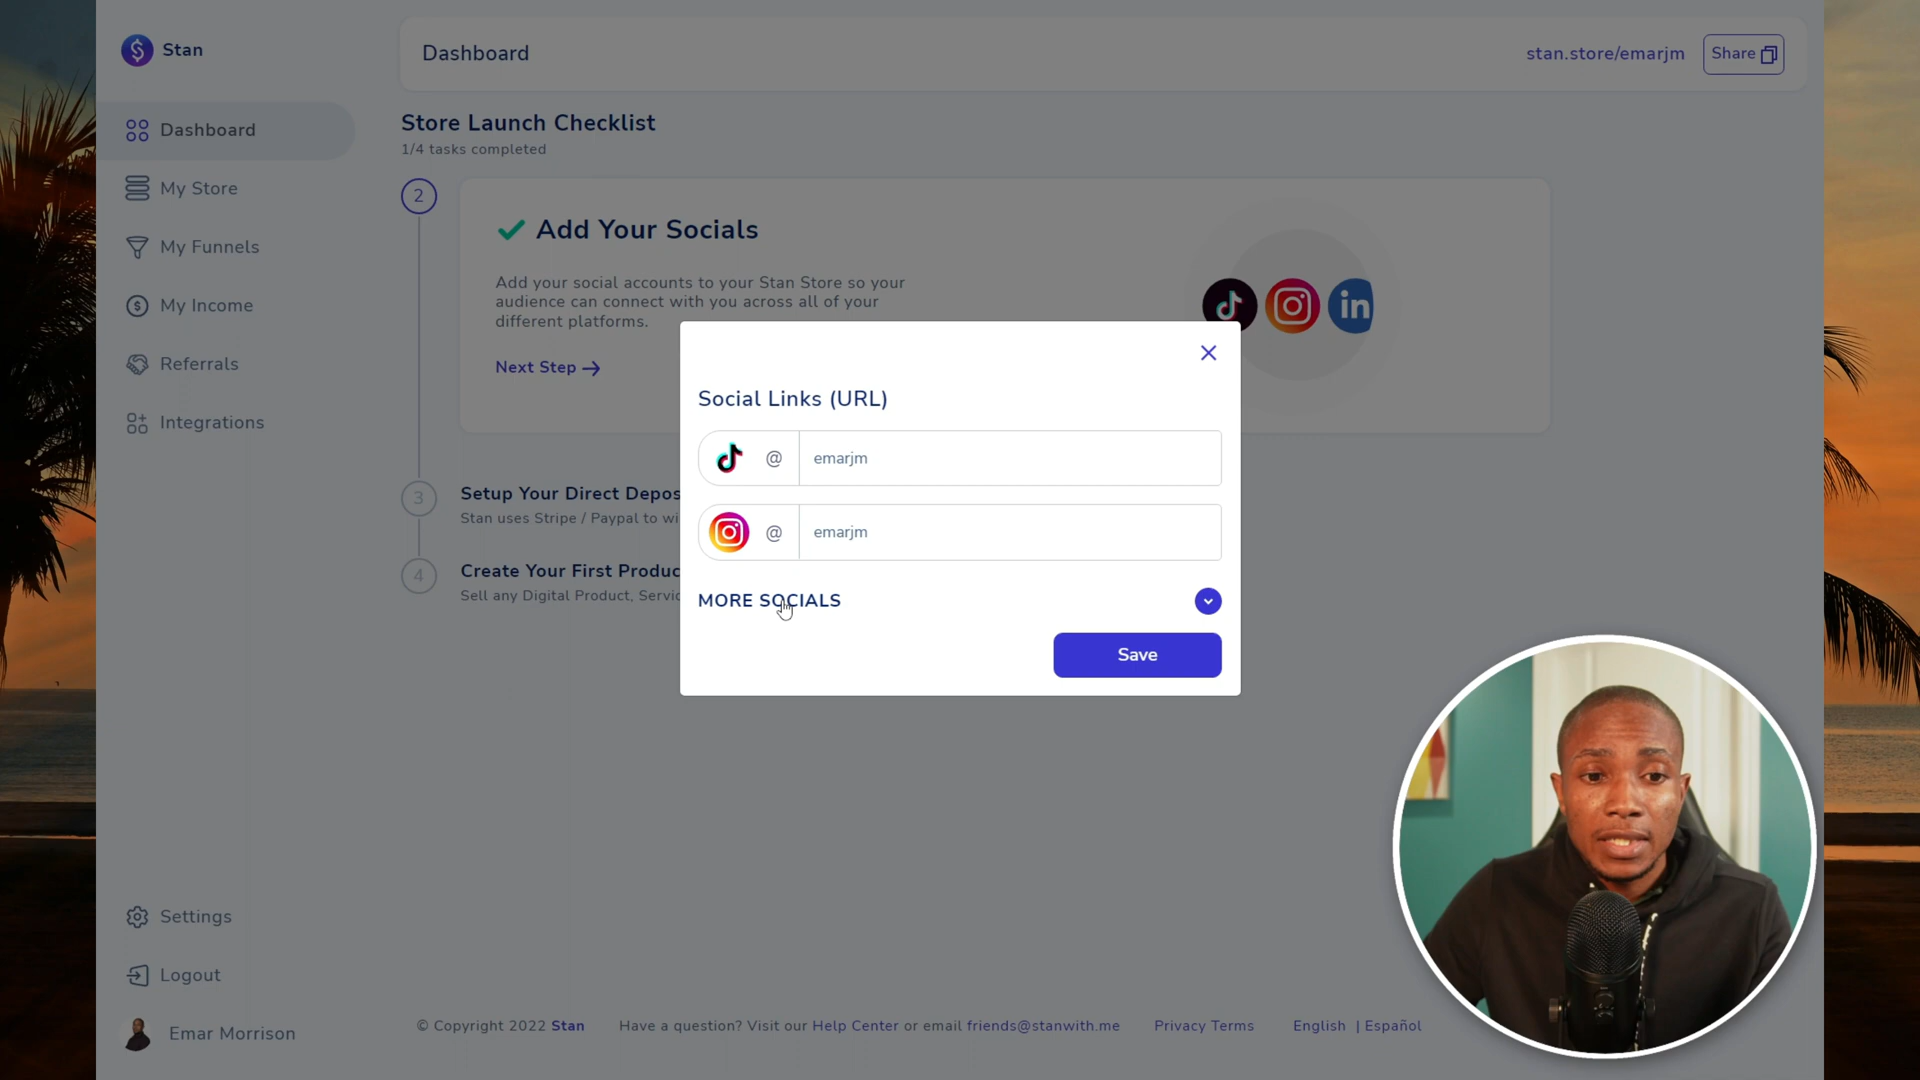 Stan
Dashboard
My Store
My Funnels
My Income
Referrals
Integrations
Settings
Logout
Emar Morrison
Dashboard
stan.store/emarjm
Share
Store Launch Checklist
1/4 tasks completed
2
Add Your Socials
Add your social accounts to your Stan Store so your
audience can connect with you across all of your
different platforms.
Next Step
in
3
Setup Your Direct Depos
Stan uses Stripe / Paypal to wi
4
Create Your First Produc
Sell any Digital Product, Servic
Social Links (URL)
@ emarjm
@ emarjm
MORE SOCIALS
Save
© Copyright 2022 Stan
Have a question? Visit our Help Center or email friends@stanwith.me
Privacy Terms
English | Español